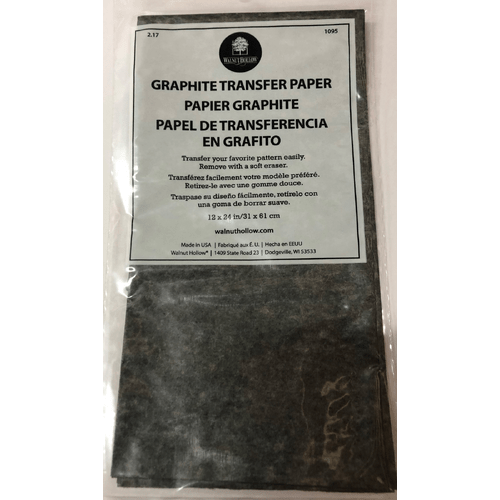 2.17
1095
WALNUT HOLLOW
GRAPHITE TRANSFER PAPER
PAPIER GRAPHITE
PAPEL DE TRANSFERENCIA
EN GRAFITO
Transfer your favorite pattern easily.
Remove with a soft eraser.
Transférez facilement votre modèle préféré.
Retirez-le avec une gomme douce.
Traspase su diseño fácilmente, retírelo con
una goma de borrar suave.
12 x 24 in/31 x 61 cm
walnuthollow.com
Made in USA | Fabriqué aux É. U. | Hecha en EEUU
Walnut Hollow® | 1409 State Road 23 | Dodgeville, WI 53533